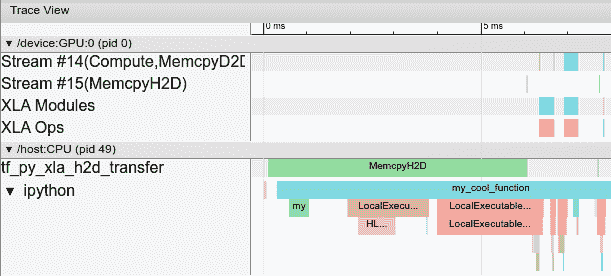 Trace View
0 ms
5 ms
▼ /device:GPU:0 (pid 0)
Stream #14(Compute,MemcpyD2D
Stream #15(MemcpyH2D)
XLA Modules
XLA Ops
▼ /host:CPU (pid 49)
tf_py_xla_h2d_transfer
MemcpyH2D
▼ ipython
my_cool_function
my
LocalExecu...
LocalExecutable...
HL...
LocalExecutable...